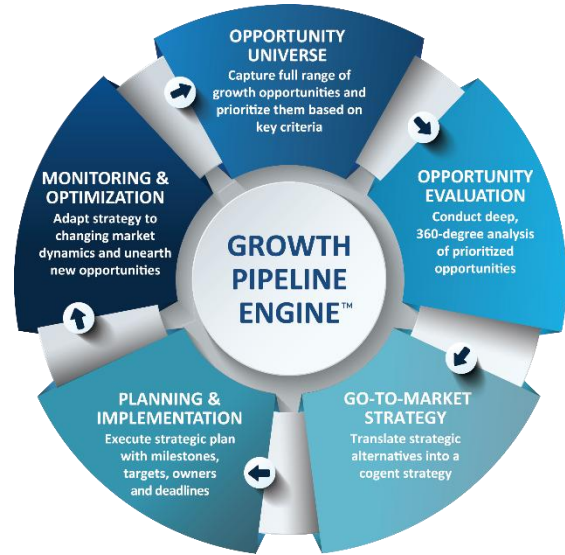 OPPORTUNITY
UNIVERSE
Capture full range of
growth opportunities and
prioritize them based on
key criteria
OPPORTUNITY
EVALUATION
Conduct deep,
360-degree analysis
of prioritized
opportunities
GO-TO-MARKET
STRATEGY
Translate strategic
alternatives into a
cogent strategy
PLANNING &
IMPLEMENTATION
Execute strategic plan
with milestones,
targets, owners
and deadlines
MONITORING &
OPTIMIZATION
Adapt strategy to
changing market
dynamics and unearth
new opportunities
GROWTH
PIPELINE
ENGINE™